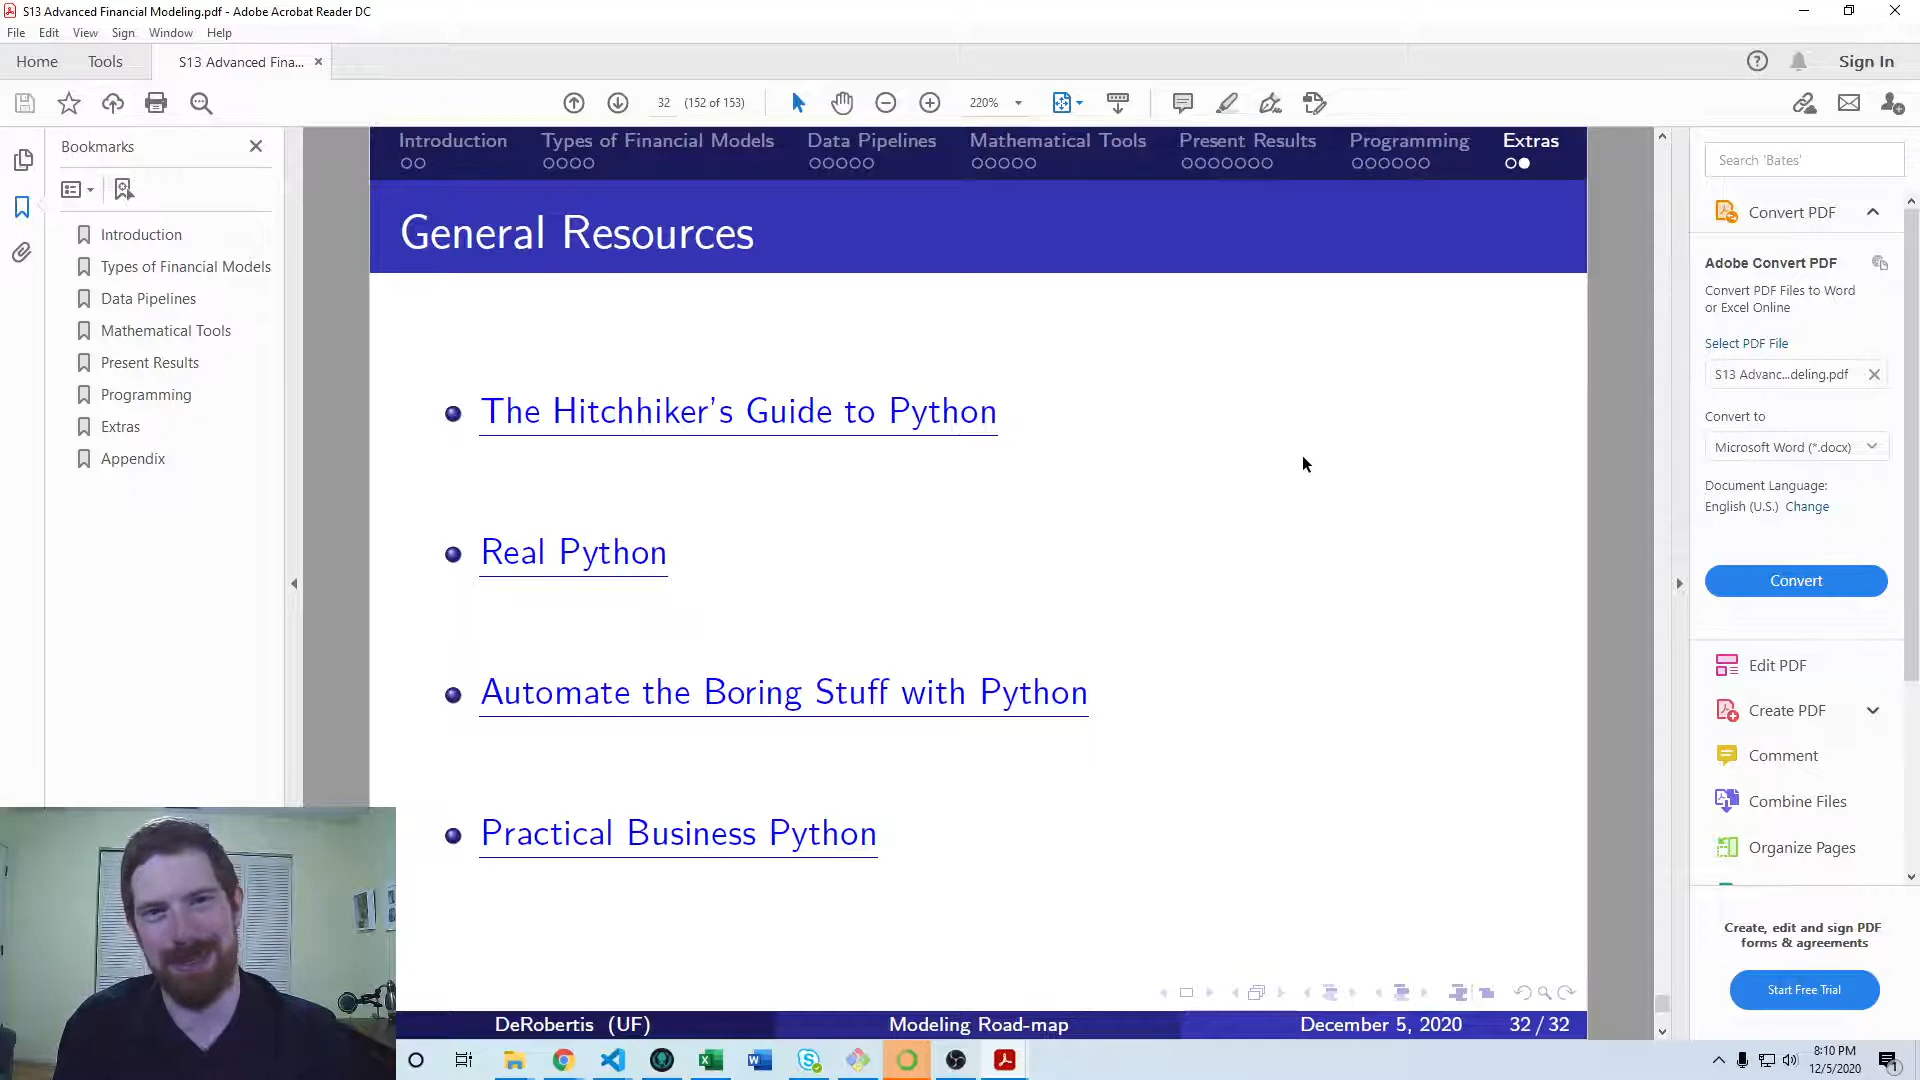 S13 Advanced Financial Modeling.pdf - Adobe Acrobat Reader DC
File Edit View Sign Window Help
Home Tools S13 Advanced Fina... Sign In
32 (152 of 153) 220%
Bookmarks
Introduction
Types of Financial Models
Data Pipelines
Mathematical Tools
Present Results
Programming
Extras
Appendix
Introduction Types of Financial Models Data Pipelines Mathematical Tools Present Results Programming Extras
General Resources
The Hitchhiker's Guide to Python
Real Python
Automate the Boring Stuff with Python
Practical Business Python
DeRobertis (UF) Modeling Road-map December 5, 2020 32 / 32
Search 'Bates'
Convert PDF
Adobe Convert PDF
Convert PDF Files to Word
or Excel Online
Select PDF File
S13 Advanc...deling.pdf
Convert to
Microsoft Word (*.docx)
Document Language:
English (U.S.) Change
Convert
Edit PDF
Create PDF
Comment
Combine Files
Organize Pages
Create, edit and sign PDF
forms & agreements
Start Free Trial
8:10 PM
12/5/2020